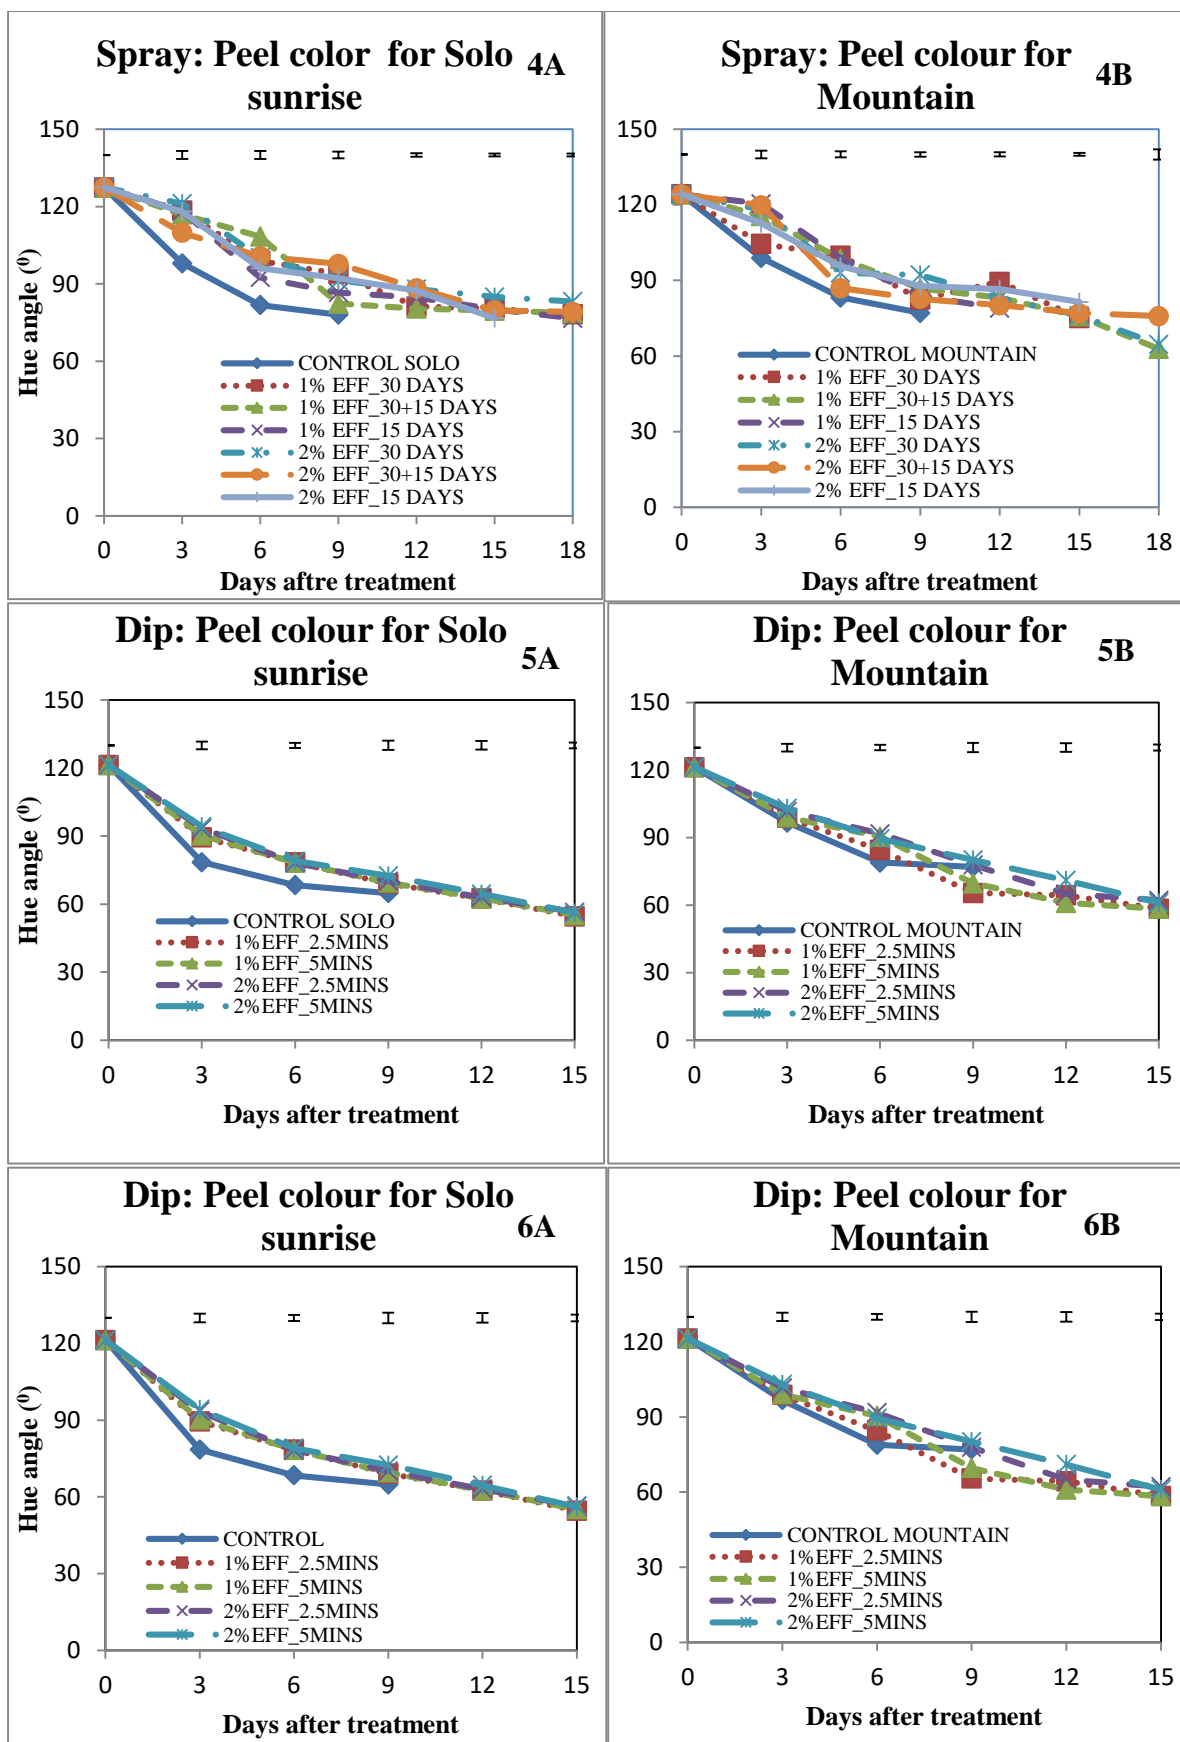 Spray: Peel color for Solo
sunrise
4A
150
120
90
60
30
0
Hue angle (⁰)
CONTROL SOLO
1% EFF_30 DAYS
1% EFF_30+15 DAYS
1% EFF_15 DAYS
2% EFF_30 DAYS
2% EFF_30+15 DAYS
2% EFF_15 DAYS
0 3 6 9 12 15 18
Days aftre treatment
Spray: Peel colour for
Mountain
4B
150
120
90
60
30
0
CONTROL MOUNTAIN
1% EFF_30 DAYS
1% EFF_30+15 DAYS
1% EFF_15 DAYS
2% EFF_30 DAYS
2% EFF_30+15 DAYS
2% EFF_15 DAYS
0 3 6 9 12 15 18
Days aftre treatment
Dip: Peel colour for Solo
sunrise
5A
150
120
90
60
30
0
Hue angle (⁰)
CONTROL SOLO
1%EFF_2.5MINS
1%EFF_5MINS
2%EFF_2.5MINS
2%EFF_5MINS
0 3 6 9 12 15
Days after treatment
Dip: Peel colour for
Mountain
5B
150
120
90
60
30
0
CONTROL MOUNTAIN
1%EFF_2.5MINS
1%EFF_5MINS
2%EFF_2.5MINS
2%EFF_5MINS
0 3 6 9 12 15
Days after treatment
Dip: Peel colour for Solo
sunrise
6A
150
120
90
60
30
0
Hue angle (⁰)
CONTROL
1%EFF_2.5MINS
1%EFF_5MINS
2%EFF_2.5MINS
2%EFF_5MINS
0 3 6 9 12 15
Days after treatment
Dip: Peel colour for
Mountain
6B
150
120
90
60
30
0
CONTROL MOUNTAIN
1%EFF_2.5MINS
1%EFF_5MINS
2%EFF_2.5MINS
2%EFF_5MINS
0 3 6 9 12 15
Days after treatment